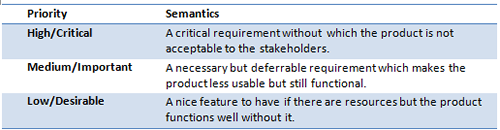 Priority Semantics
High/Critical A critical requirement without which the product is not
acceptable to the stakeholders.
Medium/Important A necessary but deferrable requirement which makes the
product less usable but still functional.
Low/Desirable A nice feature to have if there are resources but the product
functions well without it.